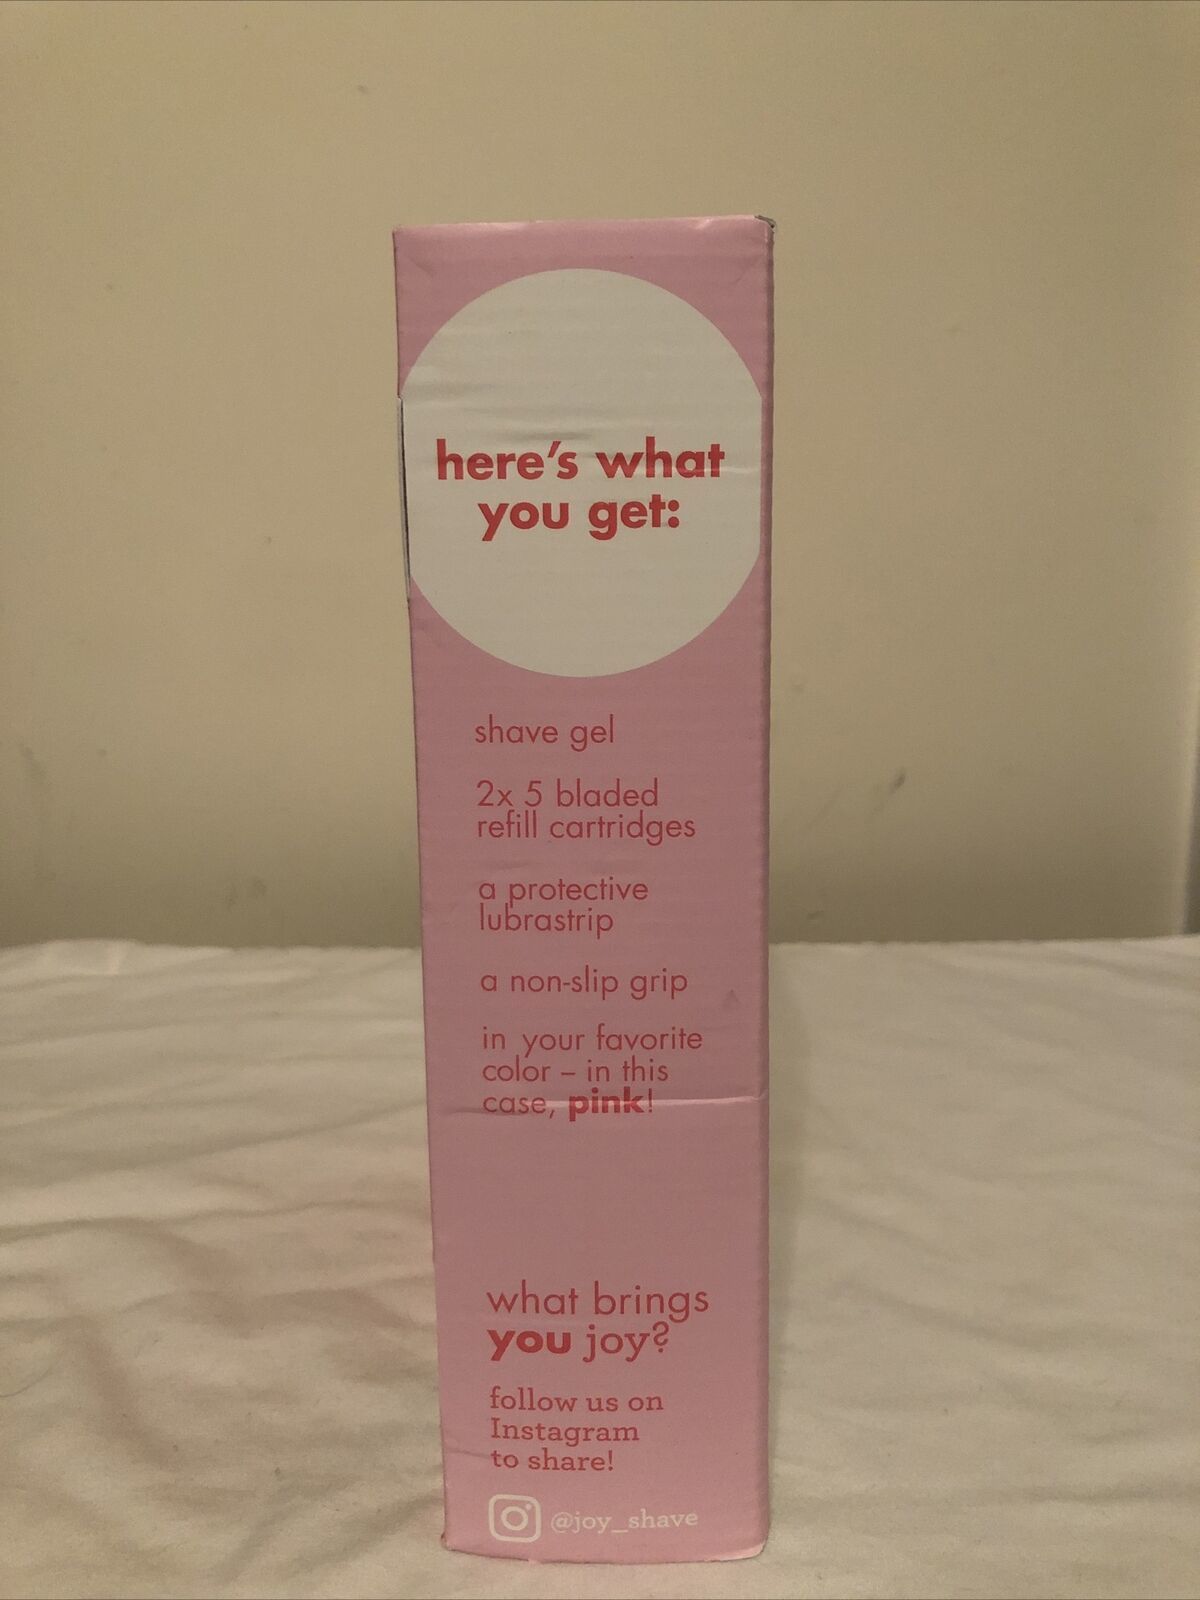 here's what
you get:
shave gel
2x 5 bladed
refill cartridges
a protective
lubrastrip
a non-slip grip
in your favorite
color – in this
case, pink!
what brings
you joy?
follow us on
Instagram
to share!
@joy_shave